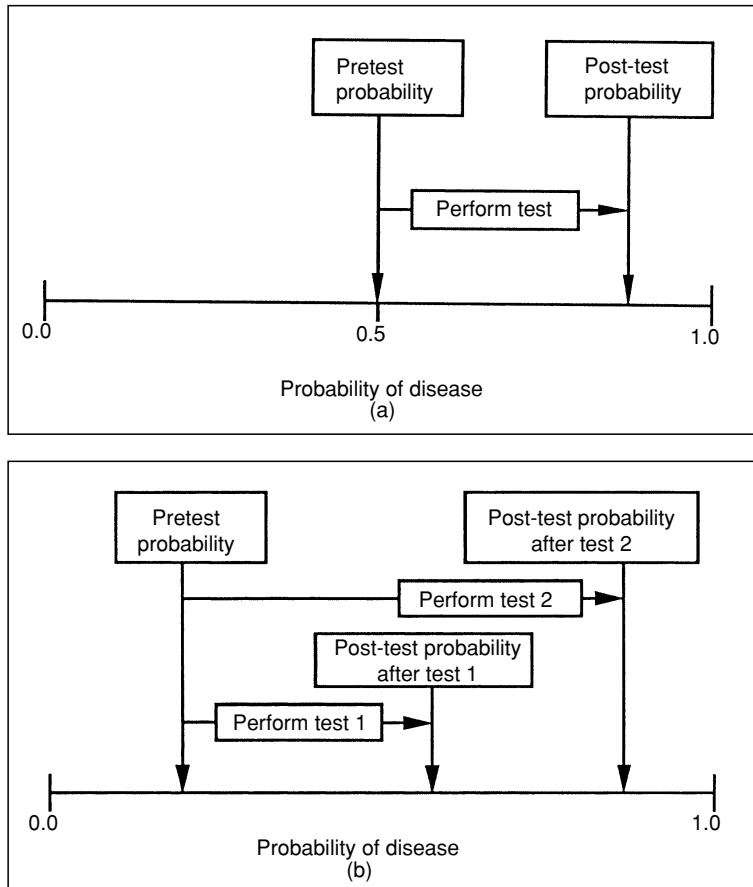 Pretest
probability
Post-test
probability
Perform test
0.0
0.5
1.0
Probability of disease
(a)
Pretest
probability
Post-test probability
after test 2
Perform test 2
Post-test probability
after test 1
Perform test 1
0.0
1.0
Probability of disease
(b)